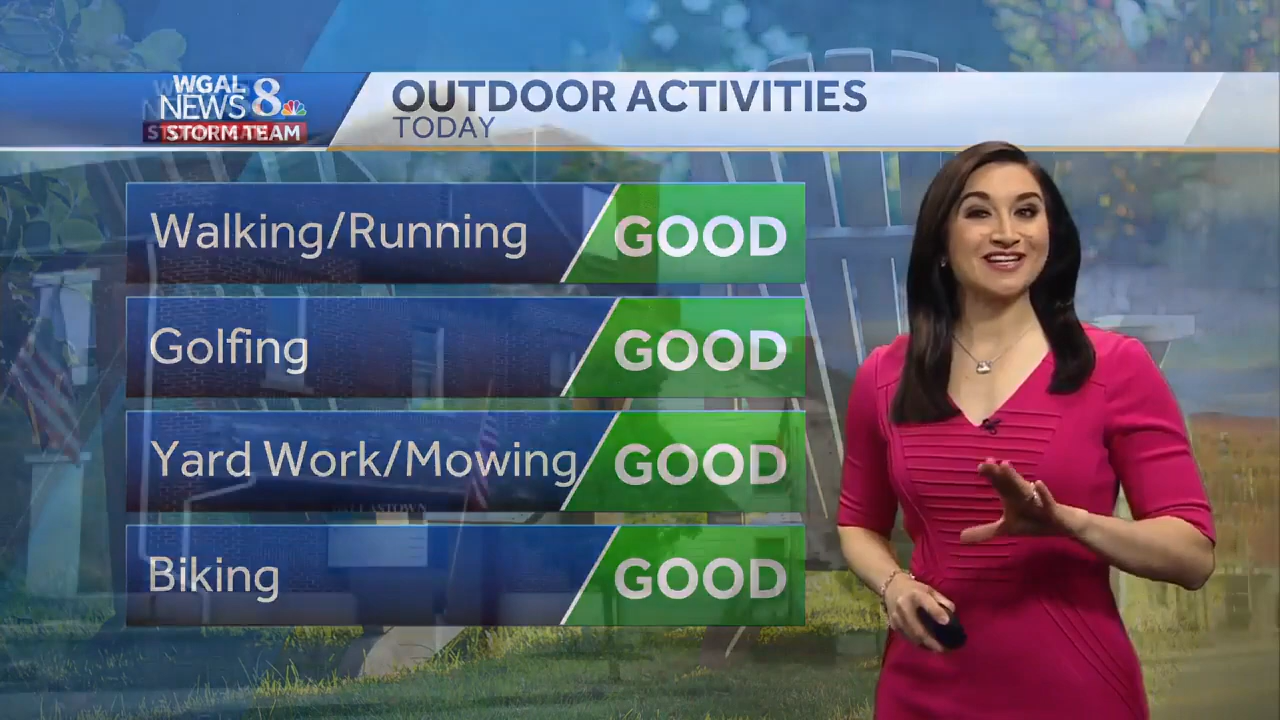 WGAL
NEWS 8
STORM TEAM
OUTDOOR ACTIVITIES
TODAY
Walking/Running
GOOD
Golfing
GOOD
Yard Work/Mowing
GOOD
Biking
GOOD